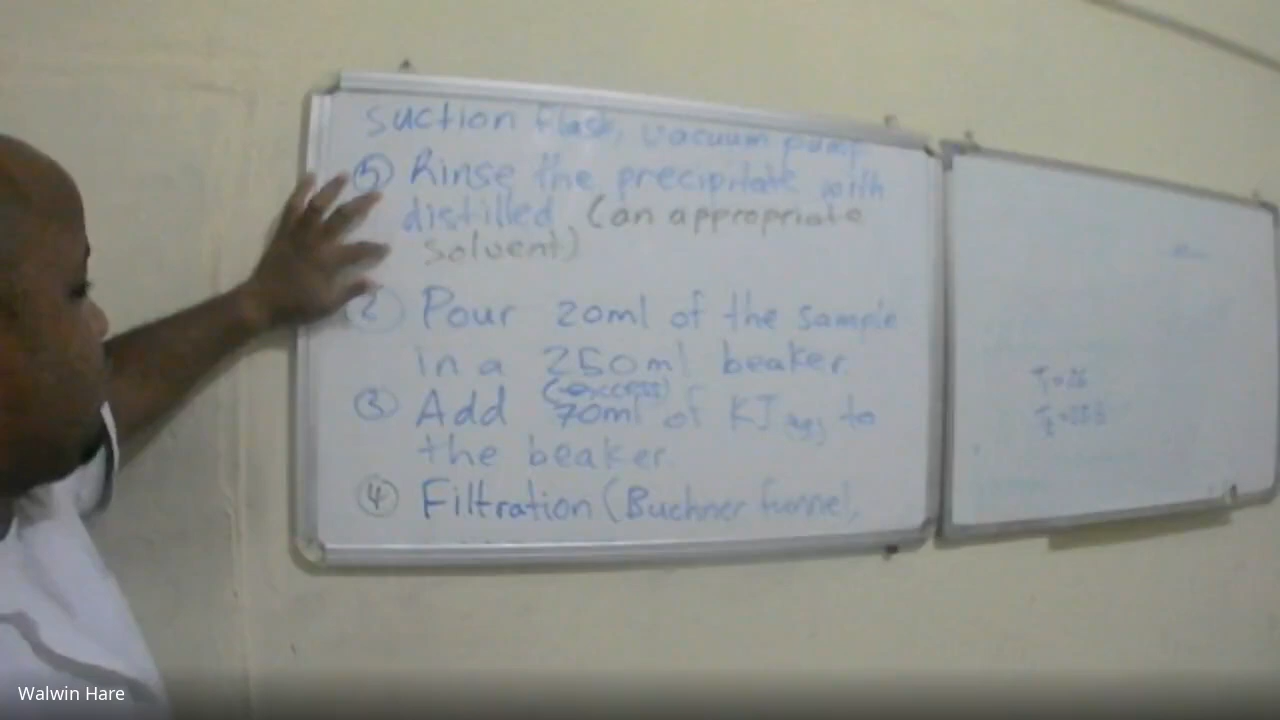 suction flask, vacuum pump
⑤ Rinse the precipitate with
distilled (an appropriate
solvent)
② Pour 20ml of the sample
in a 250ml beaker.
(excess)
③ Add 70ml of KI to
the beaker.
④ Filtration (Buchner funnel,
Walwin Hare